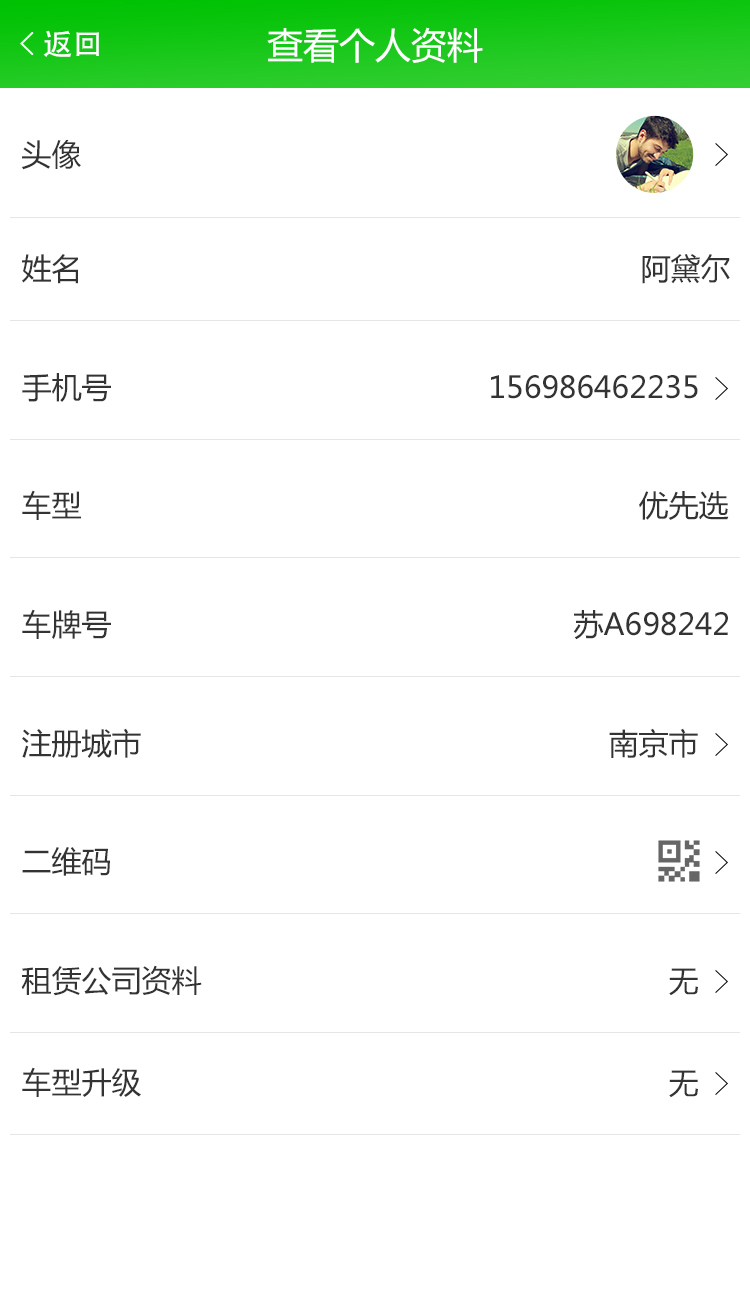 返回
查看个人资料
头像
姓名 阿黛尔
手机号 156986462235
车型 优先选
车牌号 苏A698242
注册城市 南京市
二维码
租赁公司资料 无
车型升级 无